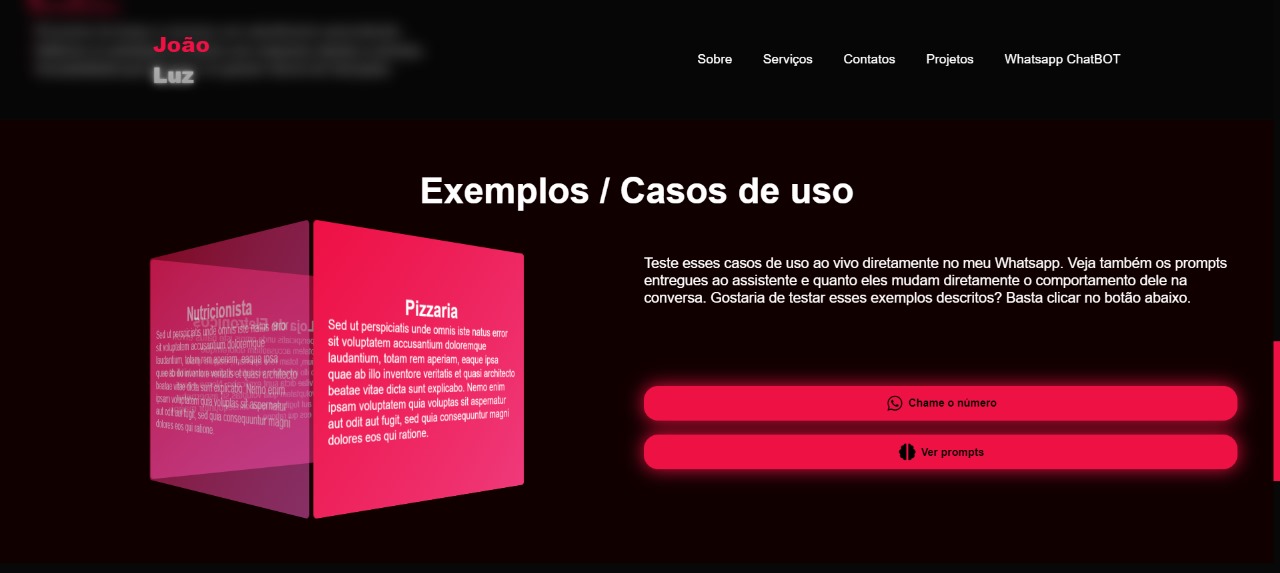 João
Luz
Sobre
Serviços
Contatos
Projetos
Whatsapp ChatBOT
Exemplos / Casos de uso
Nutricionista
Sed ut perspiciatis unde omnis iste natus error
sit voluptatem accusantium doloremque
laudantium, totam rem aperiam, eaque ipsa
quae ab illo inventore veritatis et quasi architecto
beatae vitae dicta sunt explicabo. Nemo enim
ipsam voluptatem quia voluptas sit aspernatur
aut odit aut fugit, sed quia consequuntur magni
dolores eos qui ratione.
Pizzaria
Sed ut perspiciatis unde omnis iste natus error
sit voluptatem accusantium doloremque
laudantium, totam rem aperiam, eaque ipsa
quae ab illo inventore veritatis et quasi architecto
beatae vitae dicta sunt explicabo. Nemo enim
ipsam voluptatem quia voluptas sit aspernatur
aut odit aut fugit, sed quia consequuntur magni
dolores eos qui ratione.
Teste esses casos de uso ao vivo diretamente no meu Whatsapp. Veja também os prompts
entregues ao assistente e quanto eles mudam diretamente o comportamento dele na
conversa. Gostaria de testar esses exemplos descritos? Basta clicar no botão abaixo.
Chame o número
Ver prompts